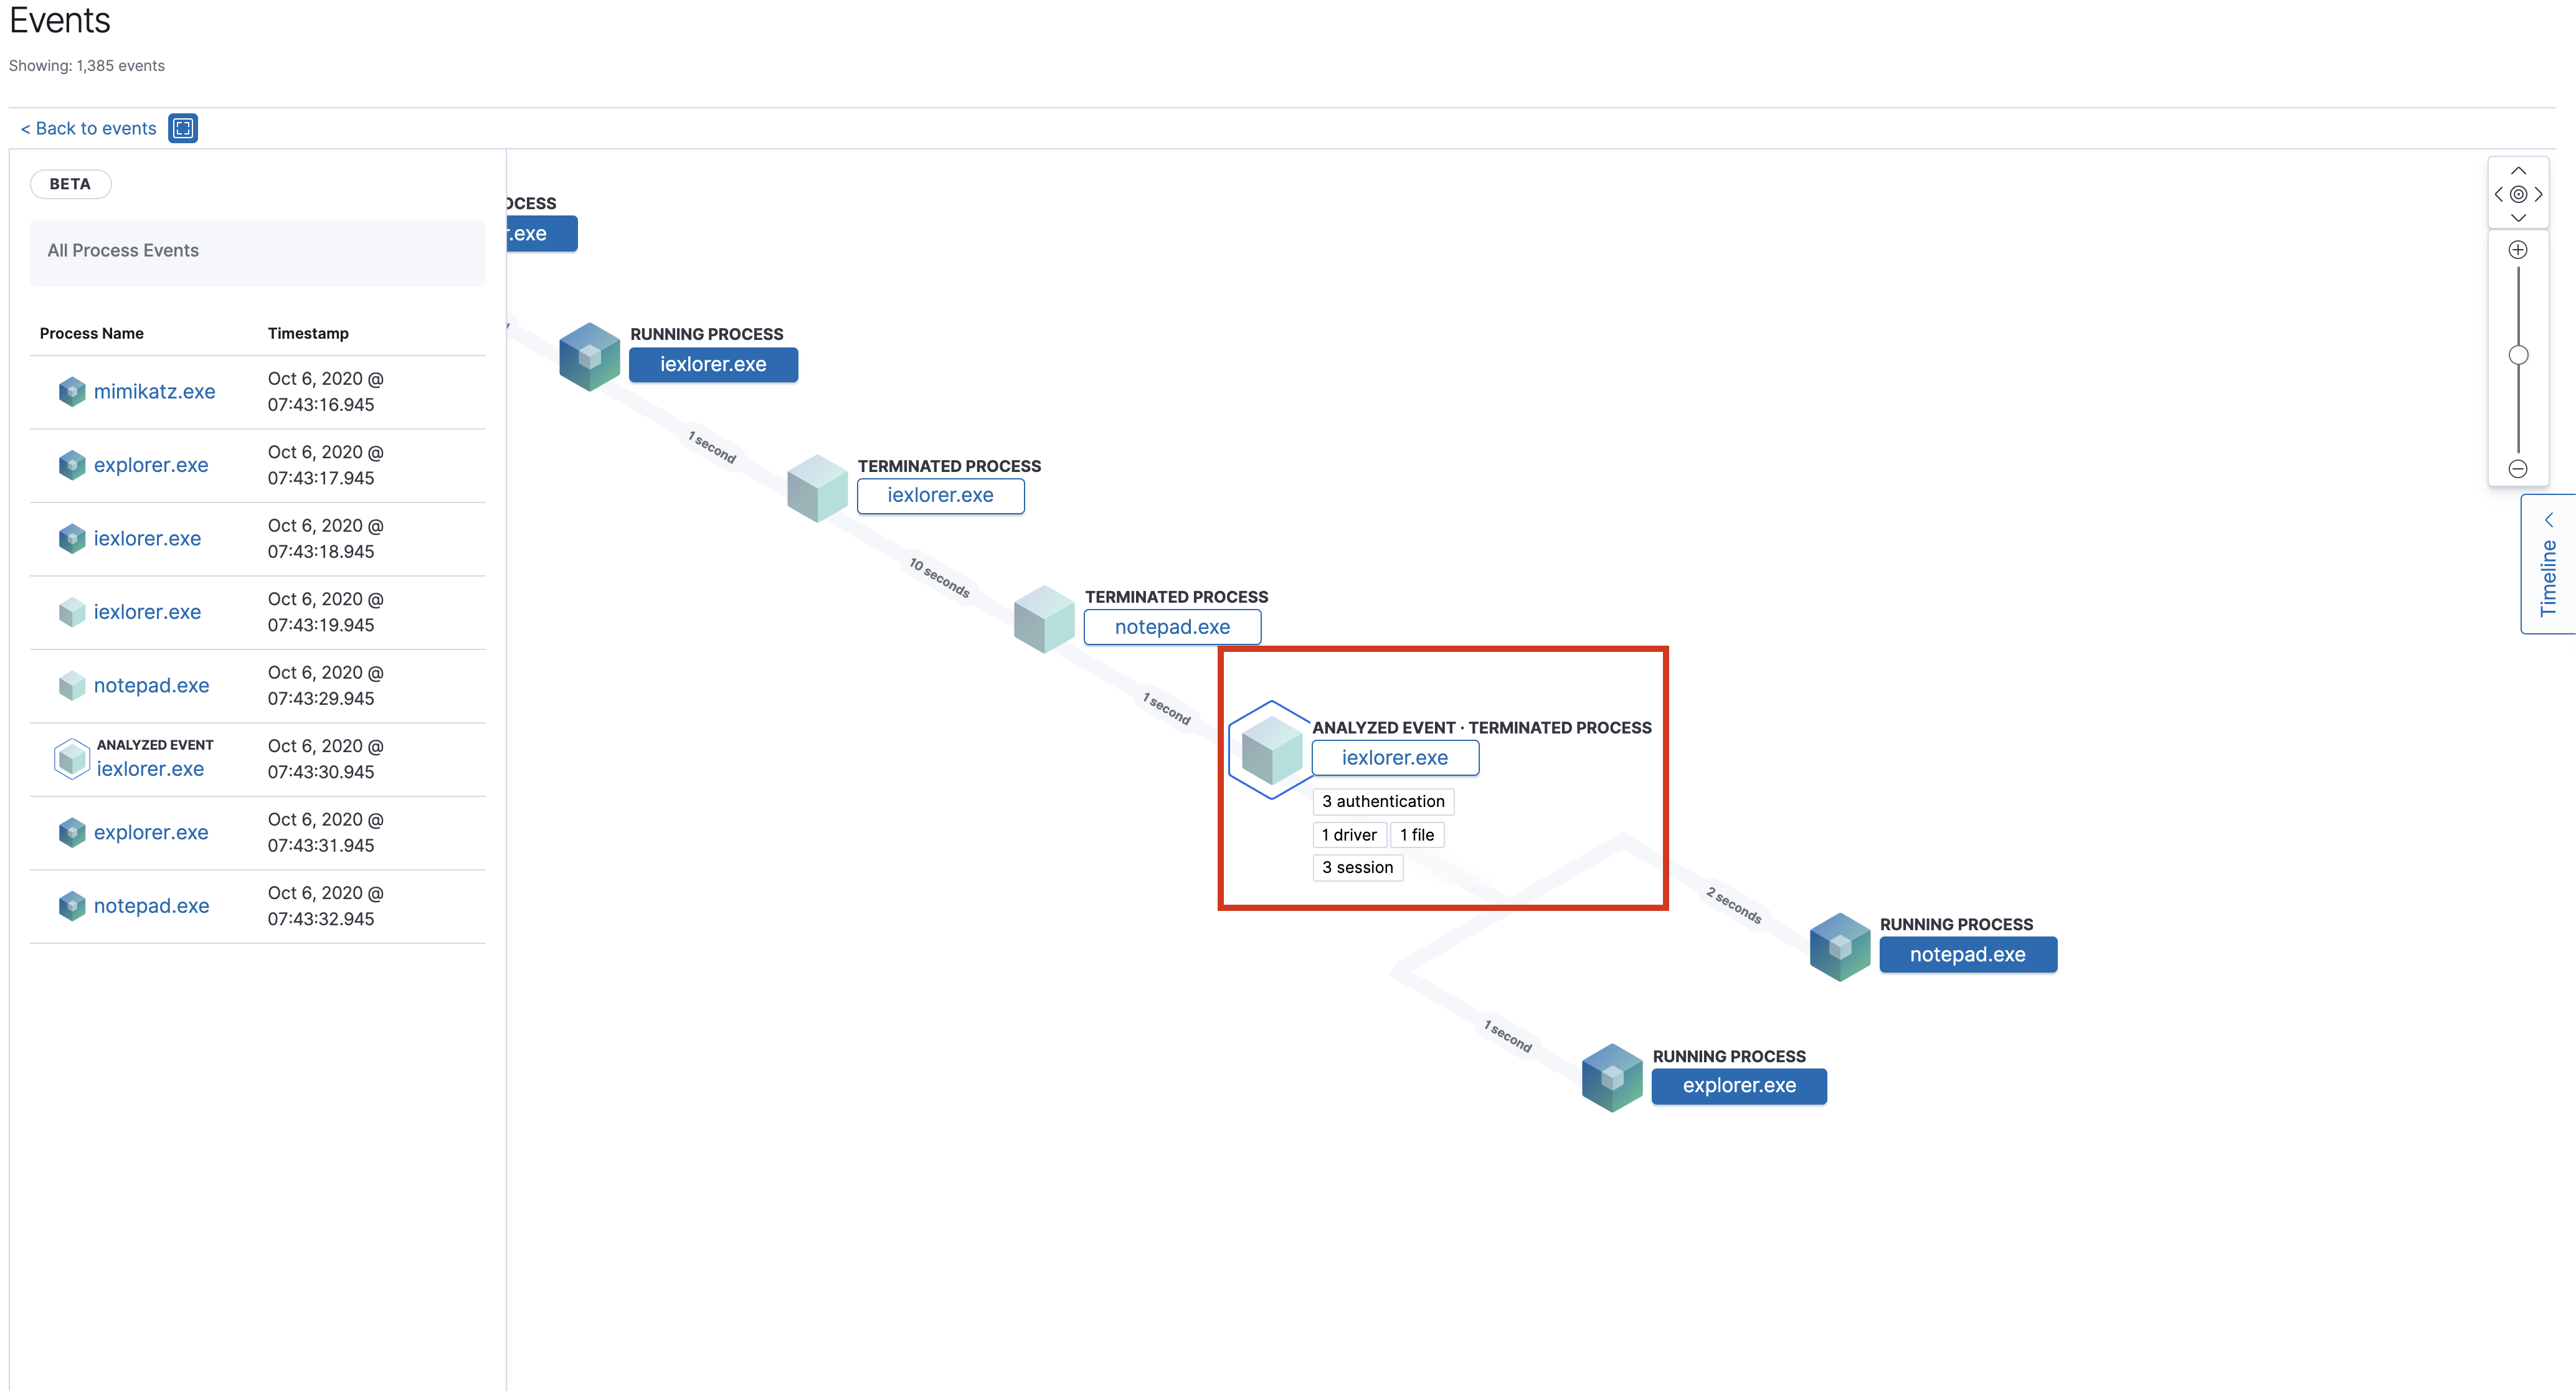 Events
Showing: 1,385 events
< Back to events
BETA
All Process Events
Process Name Timestamp
mimikatz.exe Oct 6, 2020 @
07:43:16.945
explorer.exe Oct 6, 2020 @
07:43:17.945
iexlorer.exe Oct 6, 2020 @
07:43:18.945
iexlorer.exe Oct 6, 2020 @
07:43:19.945
notepad.exe Oct 6, 2020 @
07:43:29.945
ANALYZED EVENT
iexlorer.exe Oct 6, 2020 @
07:43:30.945
explorer.exe Oct 6, 2020 @
07:43:31.945
notepad.exe Oct 6, 2020 @
07:43:32.945
OCESS
r.exe
RUNNING PROCESS
iexlorer.exe
1 second
TERMINATED PROCESS
iexlorer.exe
10 seconds
TERMINATED PROCESS
notepad.exe
1 second
ANALYZED EVENT · TERMINATED PROCESS
iexlorer.exe
3 authentication
1 driver 1 file
3 session
2 seconds
RUNNING PROCESS
notepad.exe
1 second
RUNNING PROCESS
explorer.exe
Timeline